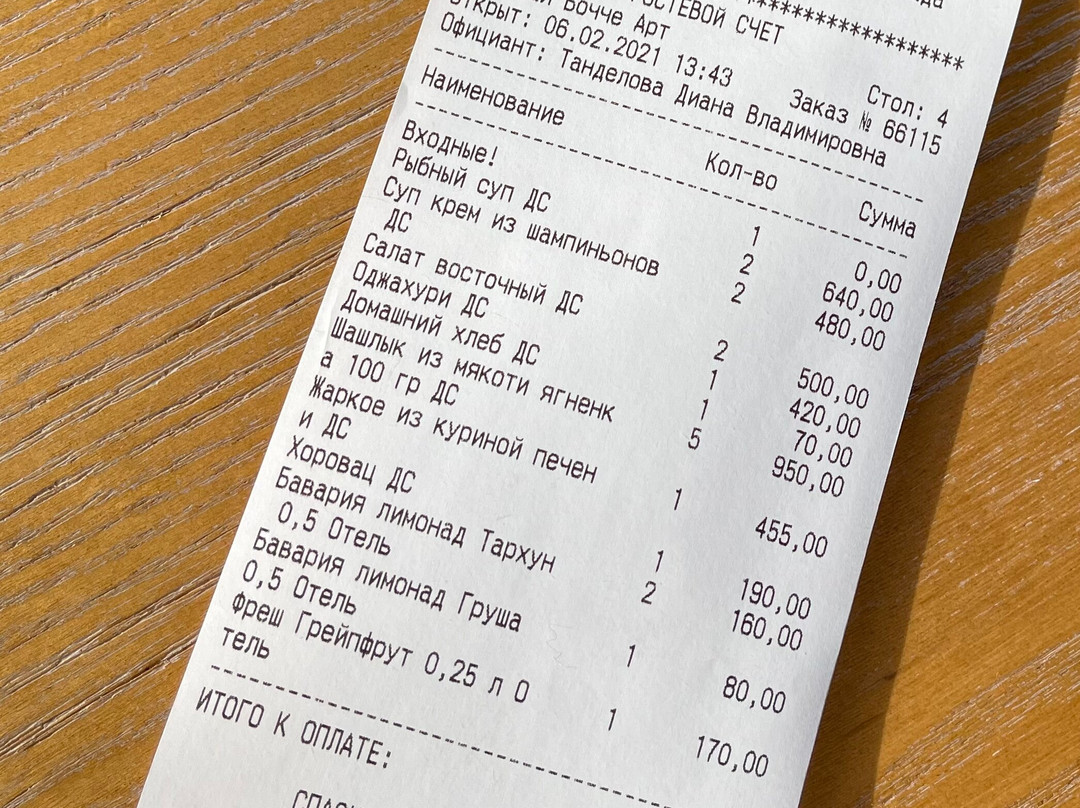 ОСТЕВОЙ СЧЕТ
*****************
Бочче Арт
Открыт: 06.02.2021 13:43
Стол: 4
Официант: Танделова Диана Владимировна
Заказ № 66115
Наименование Кол-во Сумма
Входные! 1 0,00
Рыбный суп ДС 2 640,00
Суп крем из шампиньонов 2 480,00
ДС
Салат восточный ДС 2 500,00
Оджахури ДС 1 420,00
Домашний хлеб ДС 1 70,00
Шашлык из мякоти ягненк 5 950,00
а 100 гр ДС
Жаркое из куриной печен 1 455,00
и ДС
Хоровац ДС 1 190,00
Бавария лимонад Тархун 2 160,00
0,5 Отель
Бавария лимонад Груша 1 80,00
0,5 Отель
Фреш Грейпфрут 0,25 л О 1 170,00
тель
ИТОГО К ОПЛАТЕ: